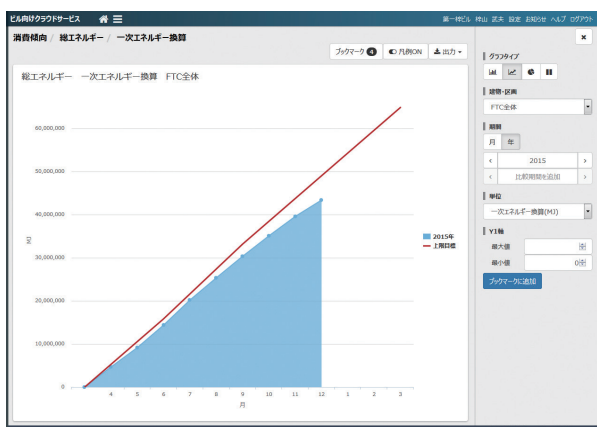 ビル向けクラウドサービス
第一神ビル 神山 武夫 設定 お知らせ ヘルプ ログアウト
消費傾向 / 総エネルギー / 一次エネルギー換算
ブックマーク 4 凡例ON 出力
総エネルギー 一次エネルギー換算 FTC全体
60,000,000
50,000,000
40,000,000
30,000,000
20,000,000
10,000,000
0
MJ
4 5 6 7 8 9 10 11 12 1 2 3
月
2015年
上限目標
グラフタイプ
建物・区画
FTC全体
期間
月 年
< 2015 >
< 比較期間を追加 >
単位
一次エネルギー換算(MJ)
Y1軸
最大値
最小値 0
ブックマークに追加